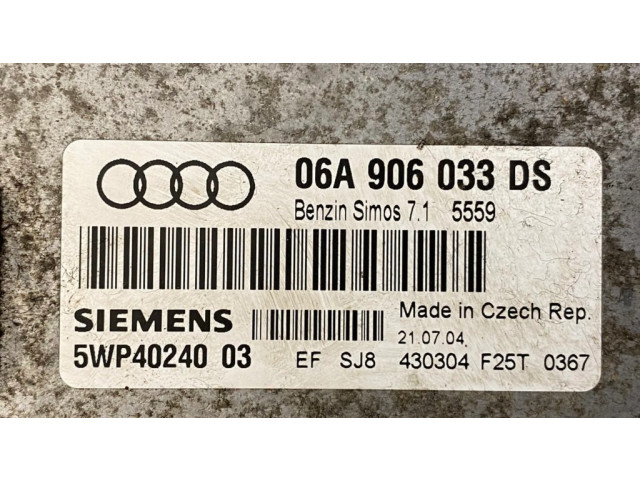 06A 906 033 DS
Benzin Simos 7.1 5559
SIEMENS
Made in Czech Rep.
21.07.04
5WP40240 03
EF SJ8 430304 F25T 0367